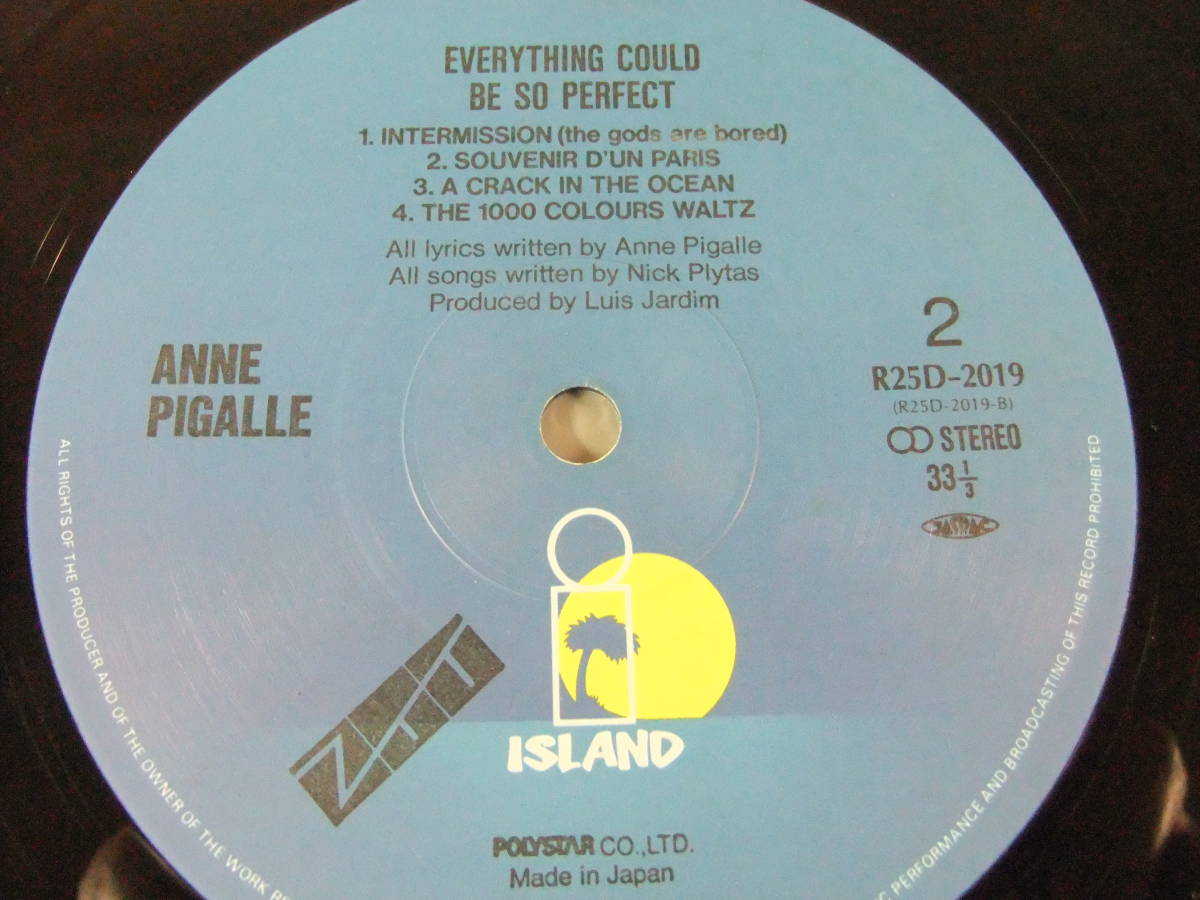 EVERYTHING COULD
BE SO PERFECT
1. INTERMISSION (the gods are bored)
2. SOUVENIR D'UN PARIS
3. A CRACK IN THE OCEAN
4. THE 1000 COLOURS WALTZ
All lyrics written by Anne Pigalle
All songs written by Nick Plytas
Produced by Luis Jardim
ANNE
PIGALLE
2
R25D-2019
(R25D-2019-B)
STEREO
33 1/3
JASRAC
ZTT
i
ISLAND
POLYSTAR CO.,LTD.
Made in Japan
ALL RIGHTS OF THE PRODUCER AND OF THE OWNER OF THE WORK
PERFORMANCE AND BROADCASTING OF THIS RECORD PROHIBITED